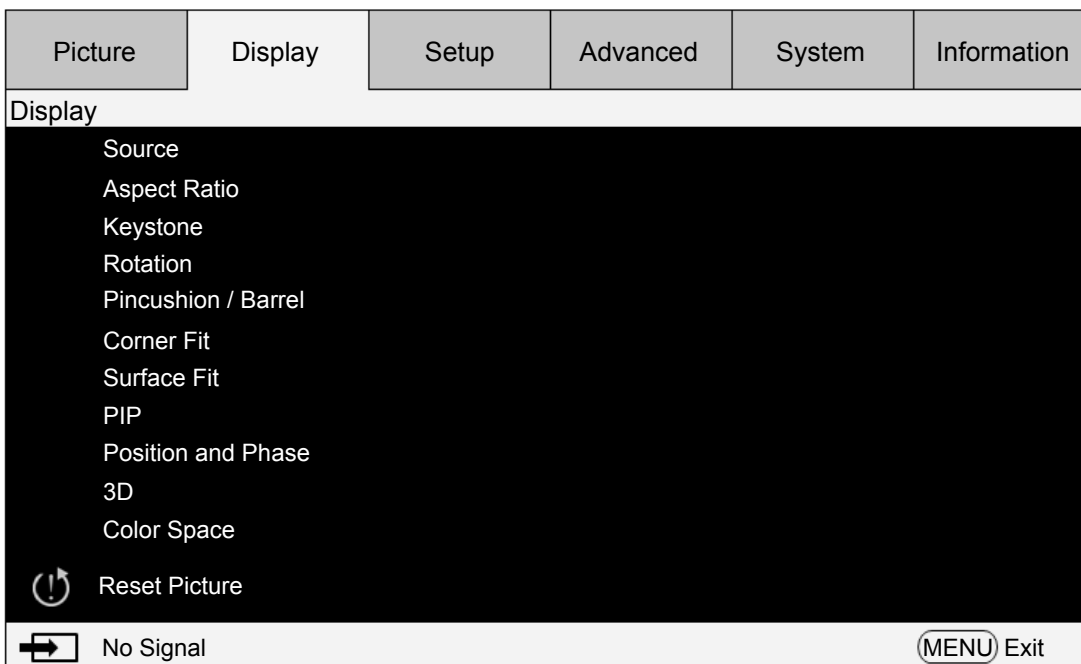 Picture Display Setup Advanced System Information
Display
Source
Aspect Ratio
Keystone
Rotation
Pincushion / Barrel
Corner Fit
Surface Fit
PIP
Position and Phase
3D
Color Space
Reset Picture
No Signal MENU Exit